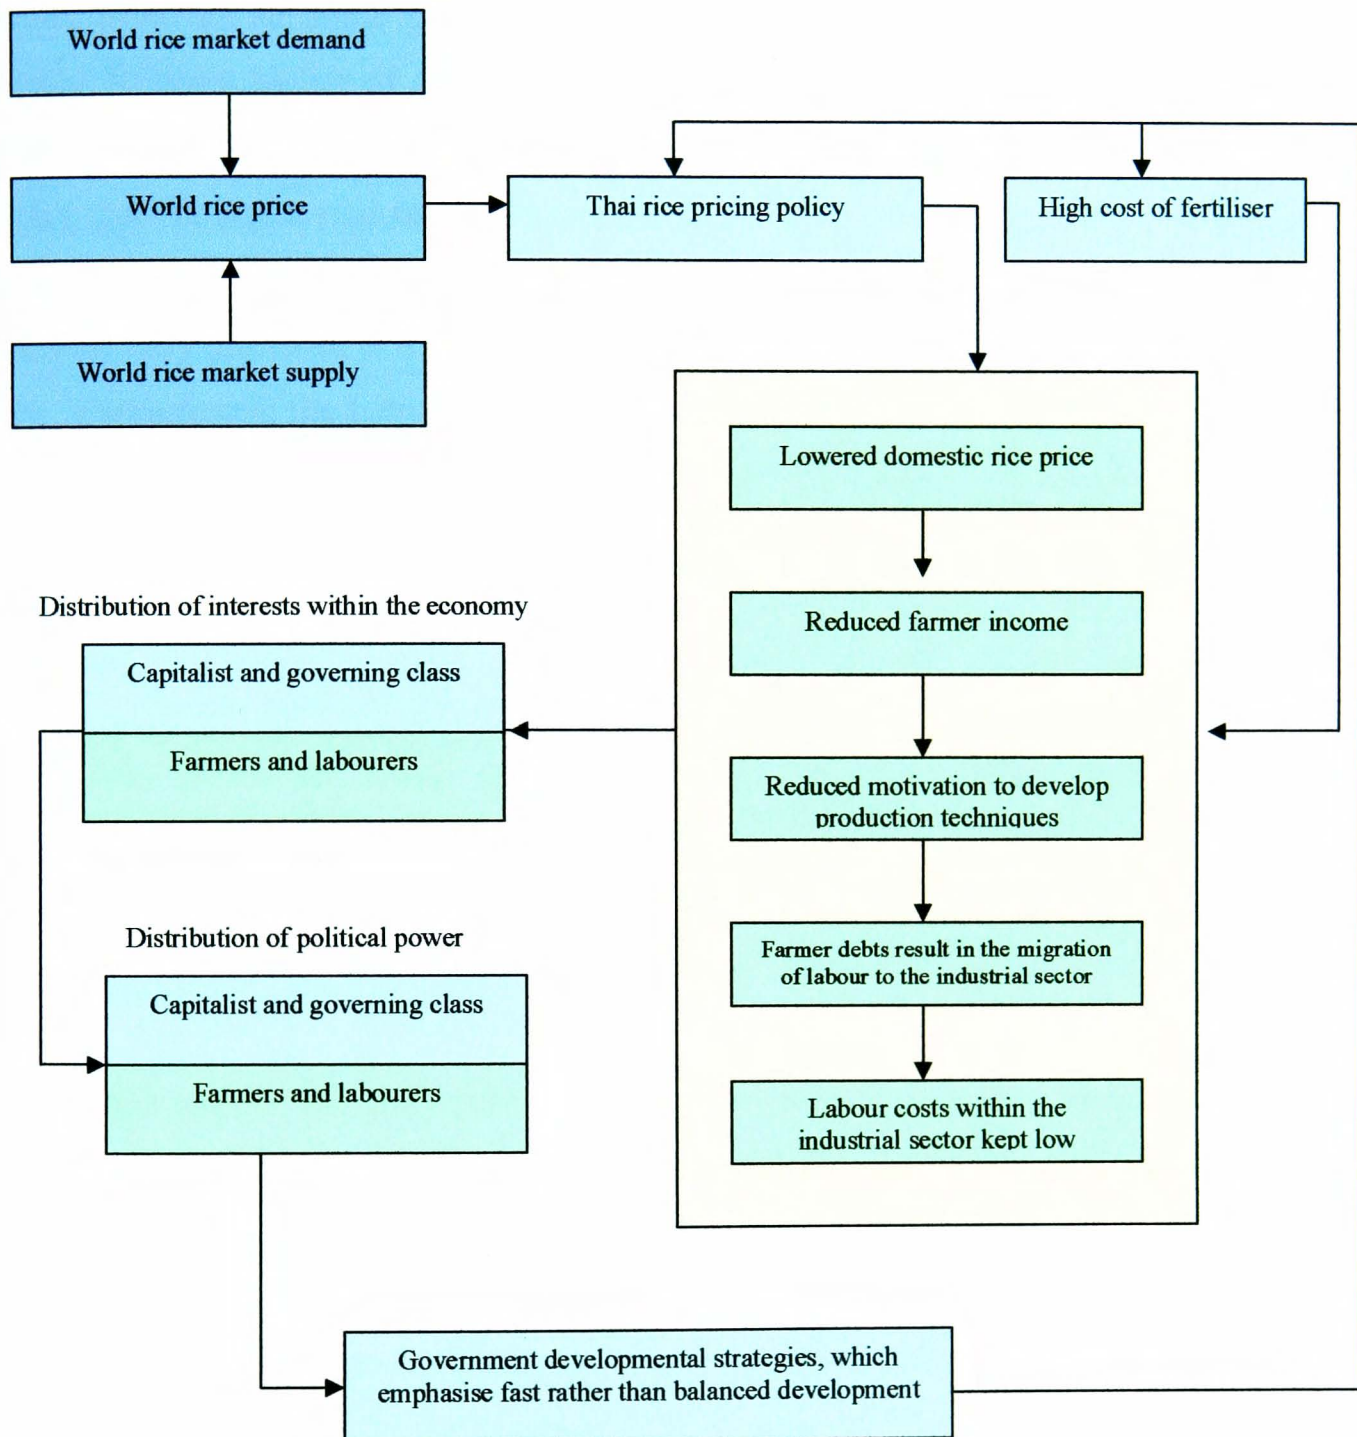 World rice market demand
World rice price
Thai rice pricing policy
High cost of fertiliser
World rice market supply
Lowered domestic rice price
Reduced farmer income
Reduced motivation to develop
production techniques
Farmer debts result in the migration
of labour to the industrial sector
Labour costs within the
industrial sector kept low
Distribution of interests within the economy
Capitalist and governing class
Farmers and labourers
Distribution of political power
Capitalist and governing class
Farmers and labourers
Government developmental strategies, which
emphasise fast rather than balanced development